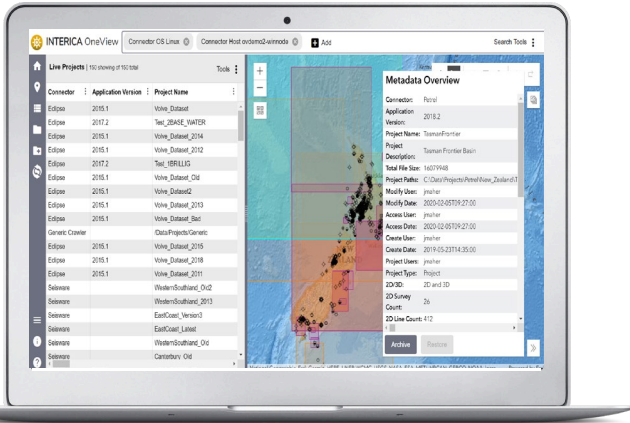 INTERICA OneView
Connector OS Linux
Connector Host ovdemo2-winnode
Add
Search Tools
Live Projects | 150 showing of 150 total
Tools
Connector Application Version Project Name
Eclipse 2015.1 Volve_Dataset
Eclipse 2017.2 Test_2BASE_WATER
Eclipse 2015.1 Volve_Dataset_2014
Eclipse 2015.1 Volve_Dataset_2012
Eclipse 2017.2 Test_1BRILLIG
Eclipse 2015.1 Volve_Dataset_Old
Eclipse 2015.1 Volve_Dataset2
Eclipse 2015.1 Volve_Dataset_2013
Eclipse 2015.1 Volve_Dataset_Bad
Generic Crawler /Data/Projects/Generic
Eclipse 2015.1 Volve_Dataset_2015
Eclipse 2015.1 Volve_Dataset_2018
Eclipse 2015.1 Volve_Dataset_2011
Seisware WesternSouthland_Old2
Seisware WesternSouthland_2013
Seisware EastCoast_Version3
Seisware EastCoast_Latest
Seisware WesternSouthland_Old
Seisware Canterbury_Old
Metadata Overview
Connector: Petrel
Application
Version: 2018.2
Project Name: TasmanFrontier
Project
Description: Tasman Frontier Basin
Total File Size: 16079948
Project Paths: C:\Data\Projects\Petrel\New_Zealand\T
Modify User: jmaher
Modify Date: 2020-02-05T09:27:00
Access User: jmaher
Access Date: 2020-02-05T09:27:00
Create User: jmaher
Create Date: 2019-05-23T14:35:00
Project Users: jmaher
Project Type: Project
2D/3D: 2D and 3D
2D Survey
Count: 26
2D Line Count: 412
Archive Restore